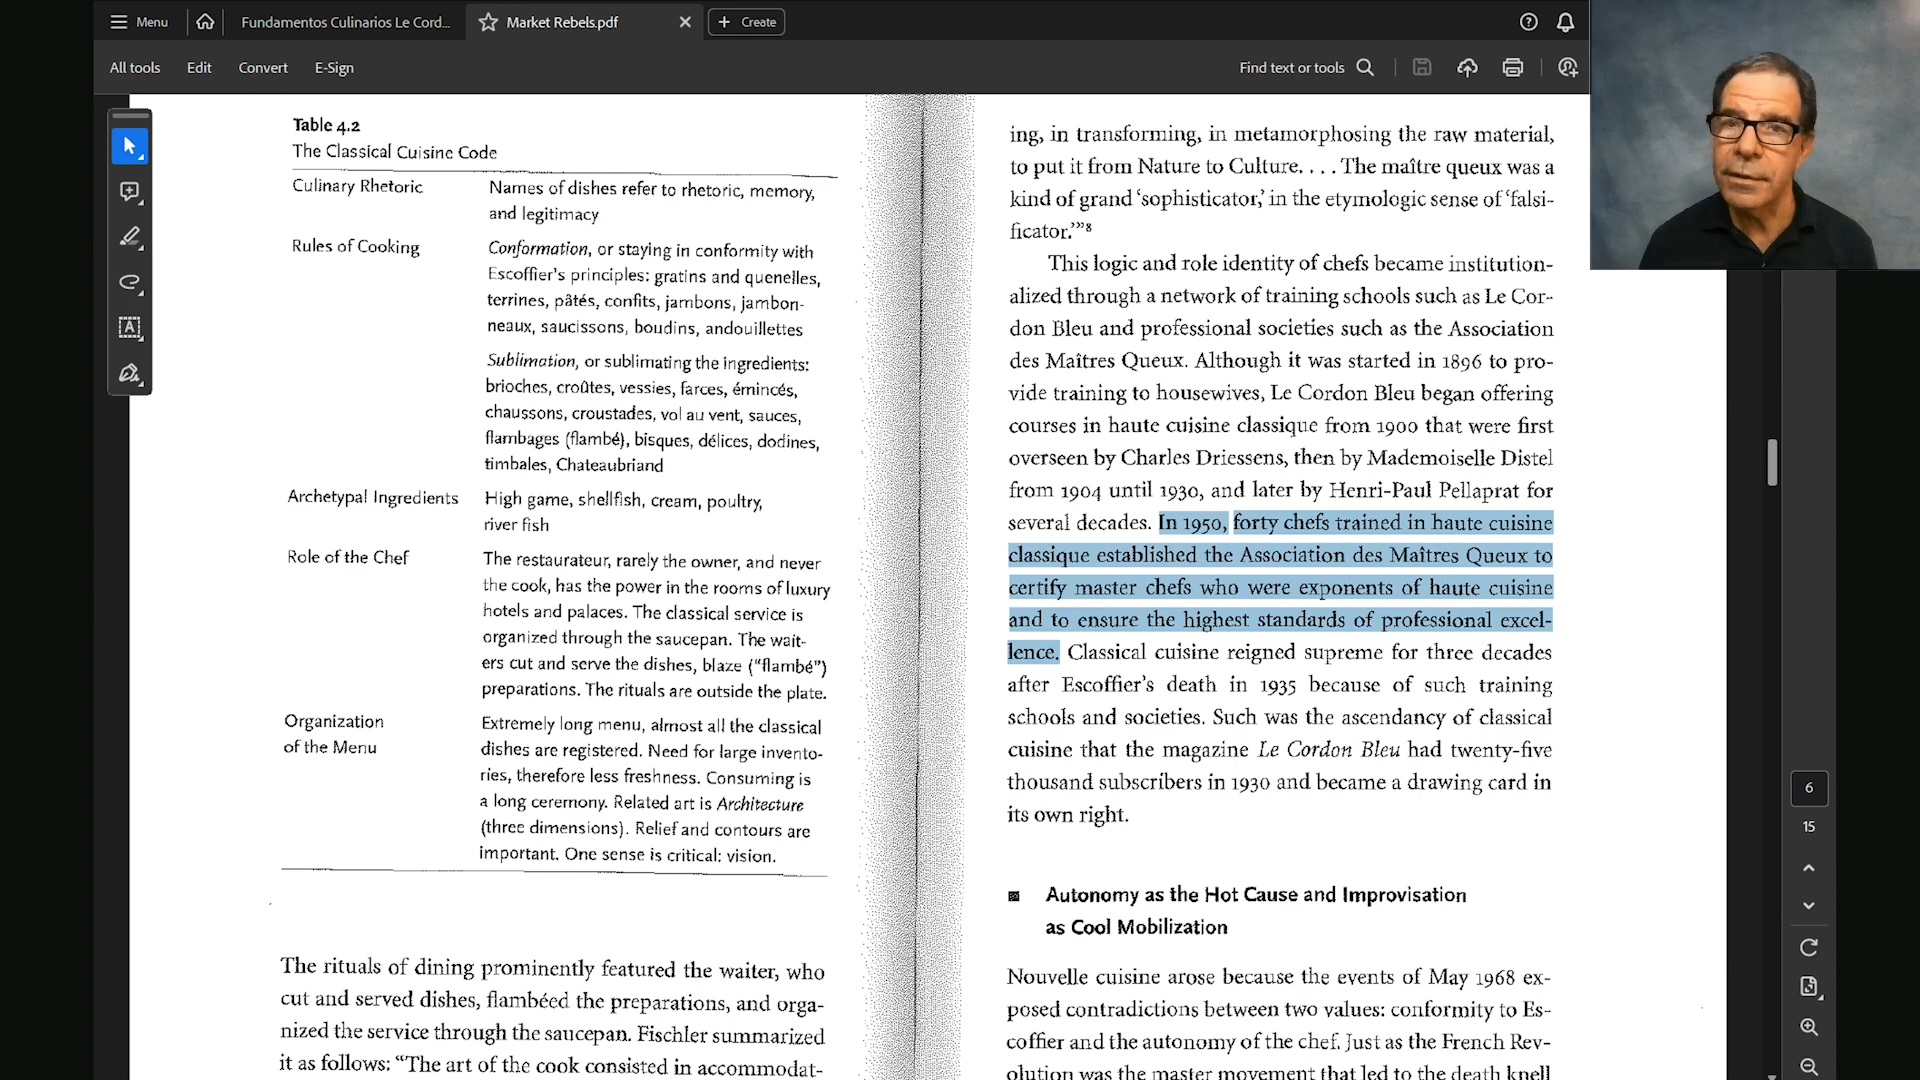 Menu
Fundamentos Culinarios Le Cord...
Market Rebels.pdf
Create
All tools
Edit
Convert
E-Sign
Find text or tools
Table 4.2
The Classical Cuisine Code
Culinary Rhetoric
Names of dishes refer to rhetoric, memory,
and legitimacy
Rules of Cooking
Conformation, or staying in conformity with
Escoffier's principles: gratins and quenelles,
terrines, pâtés, confits, jambons, jambon-
neaux, saucissons, boudins, andouillettes
Sublimation, or sublimating the ingredients:
brioches, croûtes, vessies, farces, émincés,
chaussons, croustades, vol au vent, sauces,
flambages (flambé), bisques, délices, dodines,
timbales, Chateaubriand
Archetypal Ingredients
High game, shellfish, cream, poultry,
river fish
Role of the Chef
The restaurateur, rarely the owner, and never
the cook, has the power in the rooms of luxury
hotels and palaces. The classical service is
organized through the saucepan. The wait-
ers cut and serve the dishes, blaze ("flambé")
preparations. The rituals are outside the plate.
Organization
of the Menu
Extremely long menu, almost all the classical
dishes are registered. Need for large invento-
ries, therefore less freshness. Consuming is
a long ceremony. Related art is Architecture
(three dimensions). Relief and contours are
important. One sense is critical: vision.
The rituals of dining prominently featured the waiter, who
cut and served dishes, flambéed the preparations, and orga-
nized the service through the saucepan. Fischler summarized
it as follows: "The art of the cook consisted in accommodat-
ing, in transforming, in metamorphosing the raw material,
to put it from Nature to Culture. . . . The maître queux was a
kind of grand 'sophisticator,' in the etymologic sense of 'falsi-
ficator.'"8
This logic and role identity of chefs became institution-
alized through a network of training schools such as Le Cor-
don Bleu and professional societies such as the Association
des Maîtres Queux. Although it was started in 1896 to pro-
vide training to housewives, Le Cordon Bleu began offering
courses in haute cuisine classique from 1900 that were first
overseen by Charles Driessens, then by Mademoiselle Distel
from 1904 until 1930, and later by Henri-Paul Pellaprat for
several decades. In 1950, forty chefs trained in haute cuisine
classique established the Association des Maîtres Queux to
certify master chefs who were exponents of haute cuisine
and to ensure the highest standards of professional excel-
lence. Classical cuisine reigned supreme for three decades
after Escoffier's death in 1935 because of such training
schools and societies. Such was the ascendancy of classical
cuisine that the magazine Le Cordon Bleu had twenty-five
thousand subscribers in 1930 and became a drawing card in
its own right.
Autonomy as the Hot Cause and Improvisation
as Cool Mobilization
Nouvelle cuisine arose because the events of May 1968 ex-
posed contradictions between two values: conformity to Es-
coffier and the autonomy of the chef. Just as the French Rev-
olution was the master movement that led to the death knell
6
15